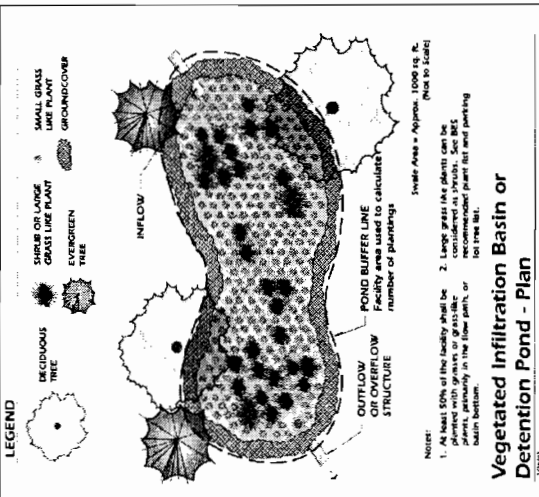 LEGEND
DECIDUOUS
TREE
SHRUB OR LARGE
GRASS LIKE PLANT
EVERGREEN
TREE
SMALL GRASS
LIKE PLANT
GROUNDCOVER
INFLOW
OUTFLOW
OR OVERFLOW
STRUCTURE
POND BUFFER LINE
Facility area used to calculate
number of plantings
Swale Area = Approx. 1000 sq. ft.
(Not to Scale)
Notes:
1. At least 50% of the facility shall be
planted with grasses or grass-like
plants, primarily in the flow path, or
basin bottom.
2. Large grass like plants can be
considered as shrubs. See BES
recommended plant list and parking
lot tree list.
Vegetated Infiltration Basin or
Detention Pond - Plan